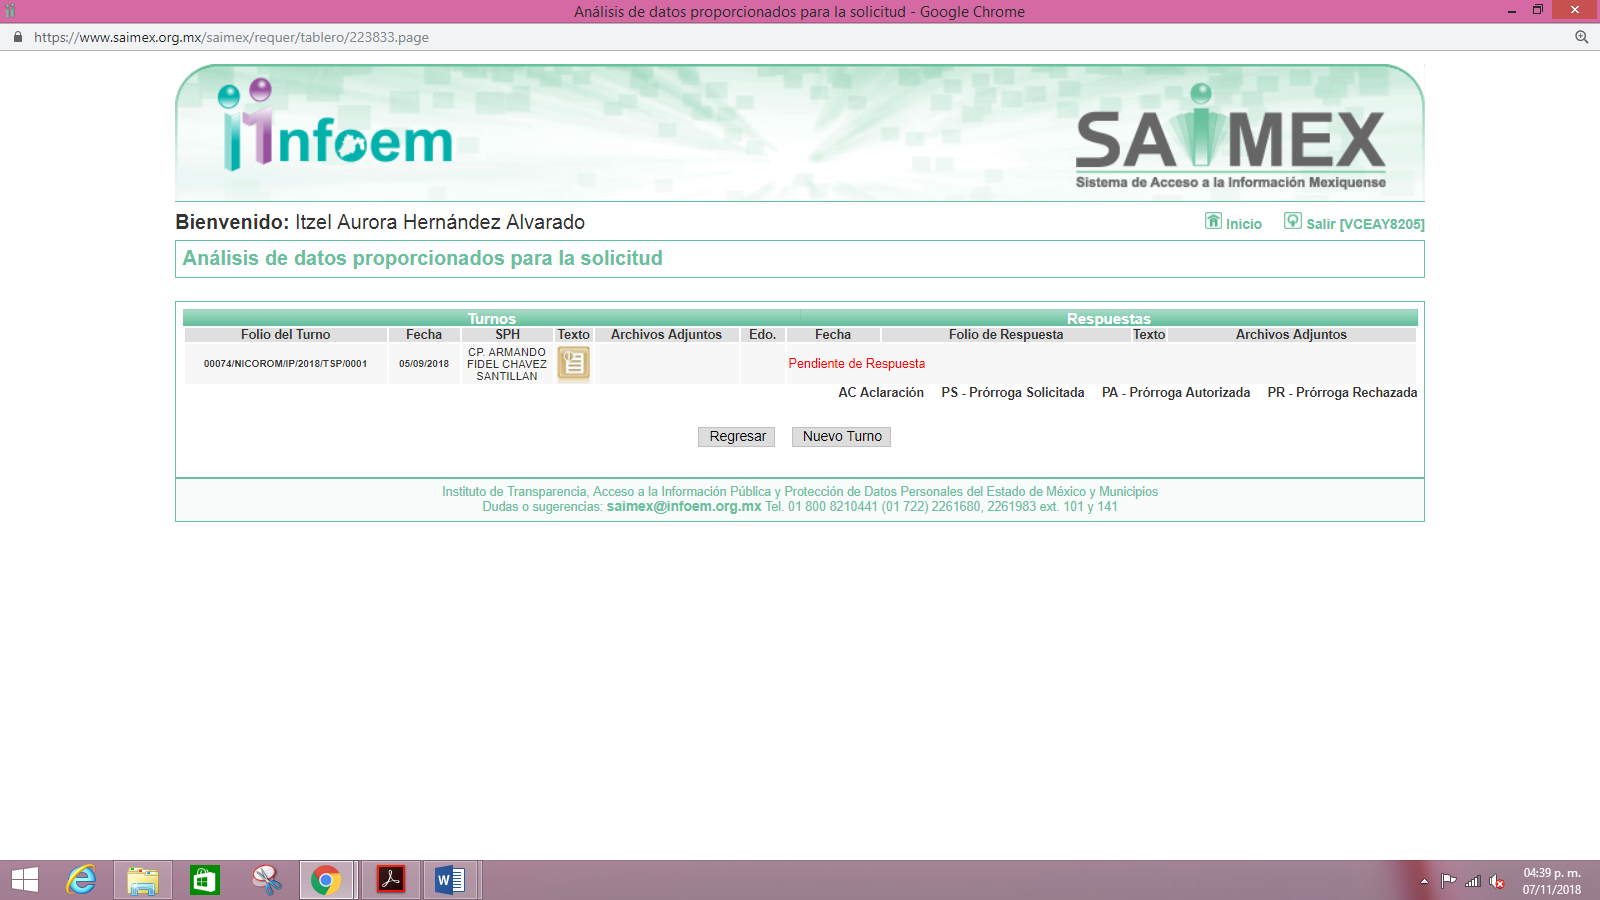 Análisis de datos proporcionados para la solicitud - Google Chrome
https://www.saimex.org.mx/saimex/requer/tablero/223833.page
infoem
SAIMEX
Sistema de Acceso a la Información Mexiquense
Bienvenido: Itzel Aurora Hernández Alvarado
Inicio Salir [VCEAY8205]
Análisis de datos proporcionados para la solicitud
Turnos Respuestas
Folio del Turno Fecha SPH Texto Archivos Adjuntos Edo. Fecha Folio de Respuesta Texto Archivos Adjuntos
00074/NICOROM/IP/2018/TSP/0001 05/09/2018 CP. ARMANDO
FIDEL CHAVEZ
SANTILLAN
Pendiente de Respuesta
AC Aclaración PS - Prórroga Solicitada PA - Prórroga Autorizada PR - Prórroga Rechazada
Regresar Nuevo Turno
Instituto de Transparencia, Acceso a la Información Pública y Protección de Datos Personales del Estado de México y Municipios
Dudas o sugerencias: saimex@infoem.org.mx Tel. 01 800 8210441 (01 722) 2261680, 2261983 ext. 101 y 141
04:39 p. m.
07/11/2018